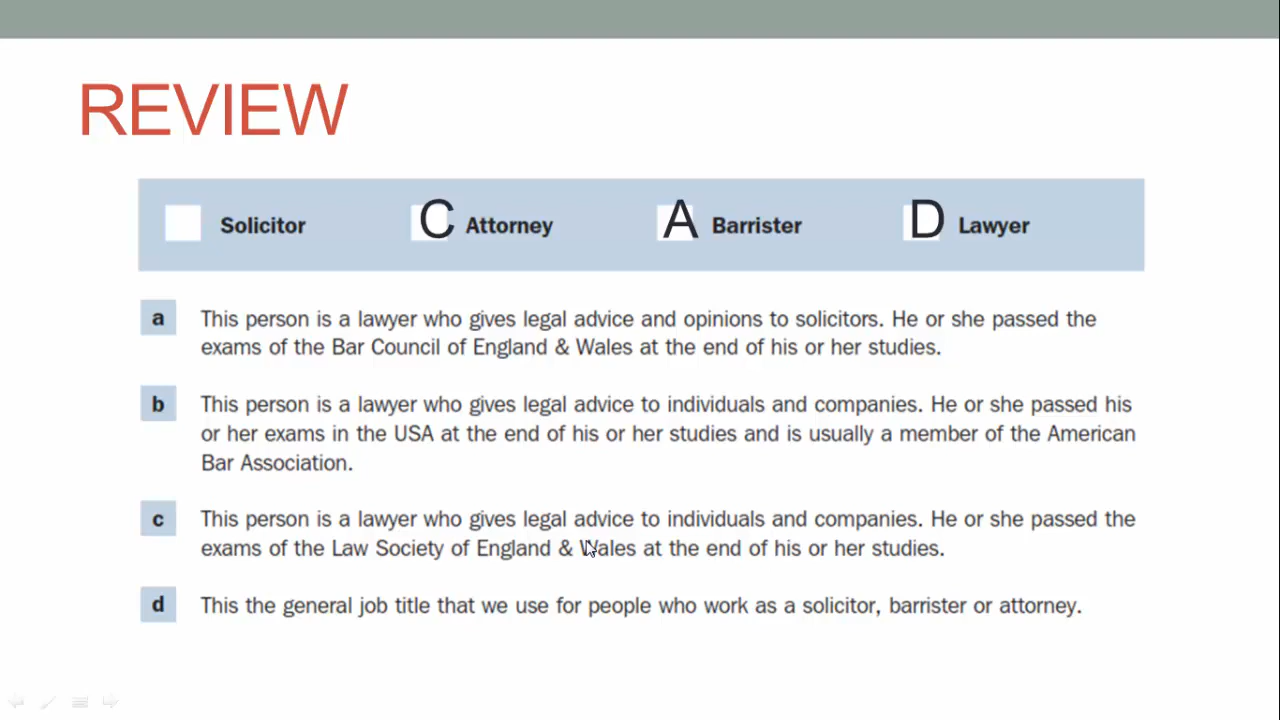 REVIEW
Solicitor C Attorney A Barrister D Lawyer
a This person is a lawyer who gives legal advice and opinions to solicitors. He or she passed the
exams of the Bar Council of England & Wales at the end of his or her studies.
b This person is a lawyer who gives legal advice to individuals and companies. He or she passed his
or her exams in the USA at the end of his or her studies and is usually a member of the American
Bar Association.
c This person is a lawyer who gives legal advice to individuals and companies. He or she passed the
exams of the Law Society of England & Wales at the end of his or her studies.
d This the general job title that we use for people who work as a solicitor, barrister or attorney.